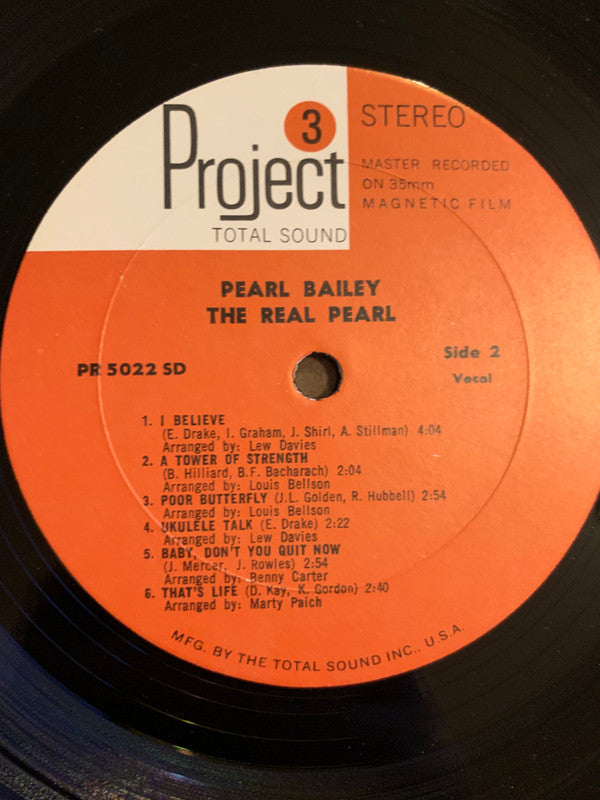 3
Project
TOTAL SOUND
STEREO
MASTER RECORDED
ON 35mm
MAGNETIC FILM
PEARL BAILEY
THE REAL PEARL
PR 5022 SD
Side 2
Vocal
1. I BELIEVE
(E. Drake, I. Graham, J. Shirl, A. Stillman) 4:04
Arranged by: Lew Davies
2. A TOWER OF STRENGTH
(B. Hilliard, B.F. Bacharach) 2:04
Arranged by: Louis Bellson
3. POOR BUTTERFLY (J.L. Golden, R. Hubbell) 2:54
Arranged by: Louis Bellson
4. UKULELE TALK (E. Drake) 2:22
Arranged by: Lew Davies
5. BABY, DON'T YOU QUIT NOW
(J. Mercer, J. Rowles) 2:54
Arranged by: Benny Carter
6. THAT'S LIFE (D. Kay, K. Gordon) 2:40
Arranged by: Marty Paich
MFG. BY THE TOTAL SOUND INC., U.S.A.